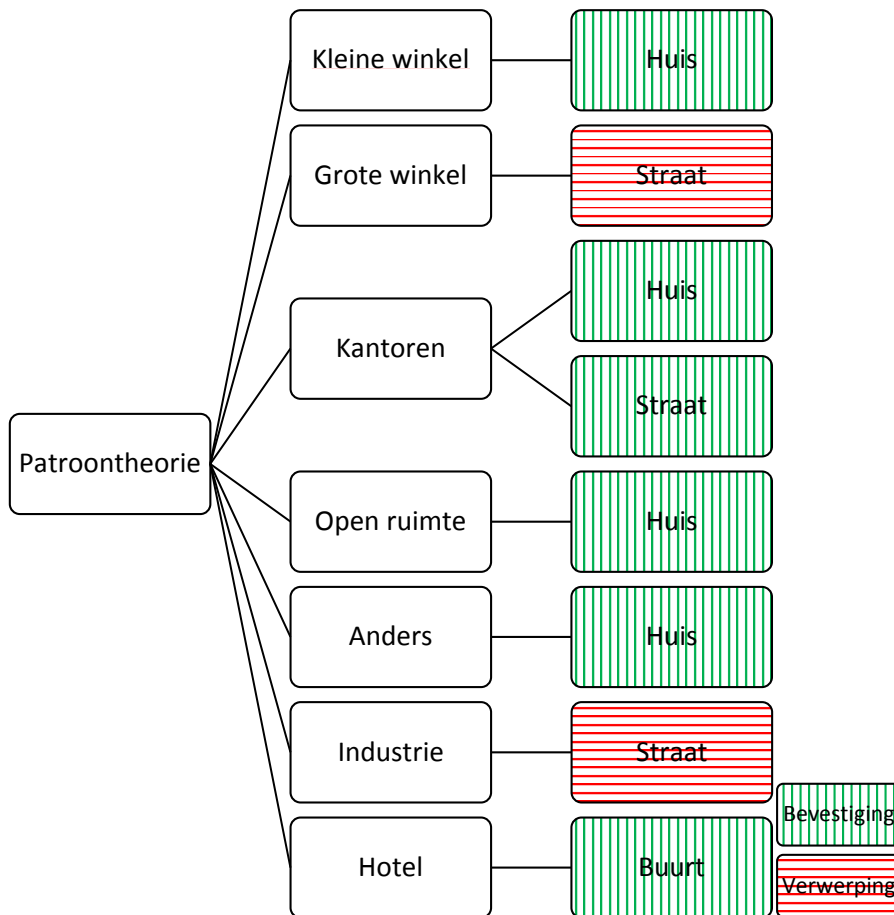 Kleine winkel
Huis
Grote winkel
Straat
Huis
Kantoren
Straat
Patroontheorie
Open ruimte
Huis
Anders
Huis
Industrie
Straat
Bevestiging
Hotel
Buurt
Verwerping